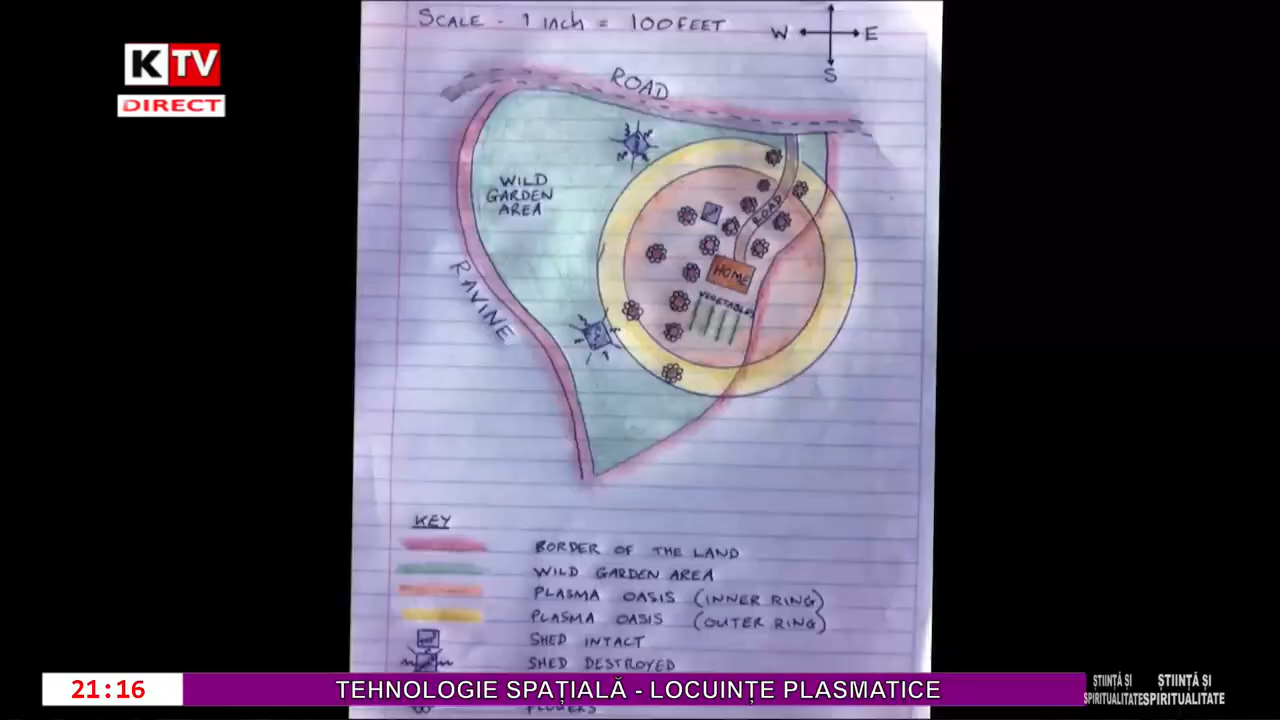 SCALE - 1 inch = 100 FEET
W E
S
K TV
DIRECT
ROAD
WILD
GARDEN
AREA
ROAD
RAVINE
HOME
VEGETABLES
KEY
BORDER OF THE LAND
WILD GARDEN AREA
PLASMA OASIS (INNER RING)
PLASMA OASIS (OUTER RING)
SHED INTACT
SHED DESTROYED
FLOWERS
21:16
TEHNOLOGIE SPAȚIALĂ - LOCUINȚE PLASMATICE
ȘTIINȚĂ ȘI ȘTIINȚĂ ȘI
SPIRITUALITATE SPIRITUALITATE